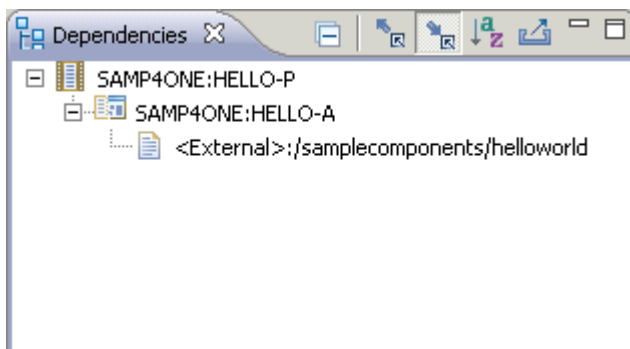 Dependencies
SAMP4ONE:HELLO-P
SAMP4ONE:HELLO-A
<External>:/samplecomponents/helloworld